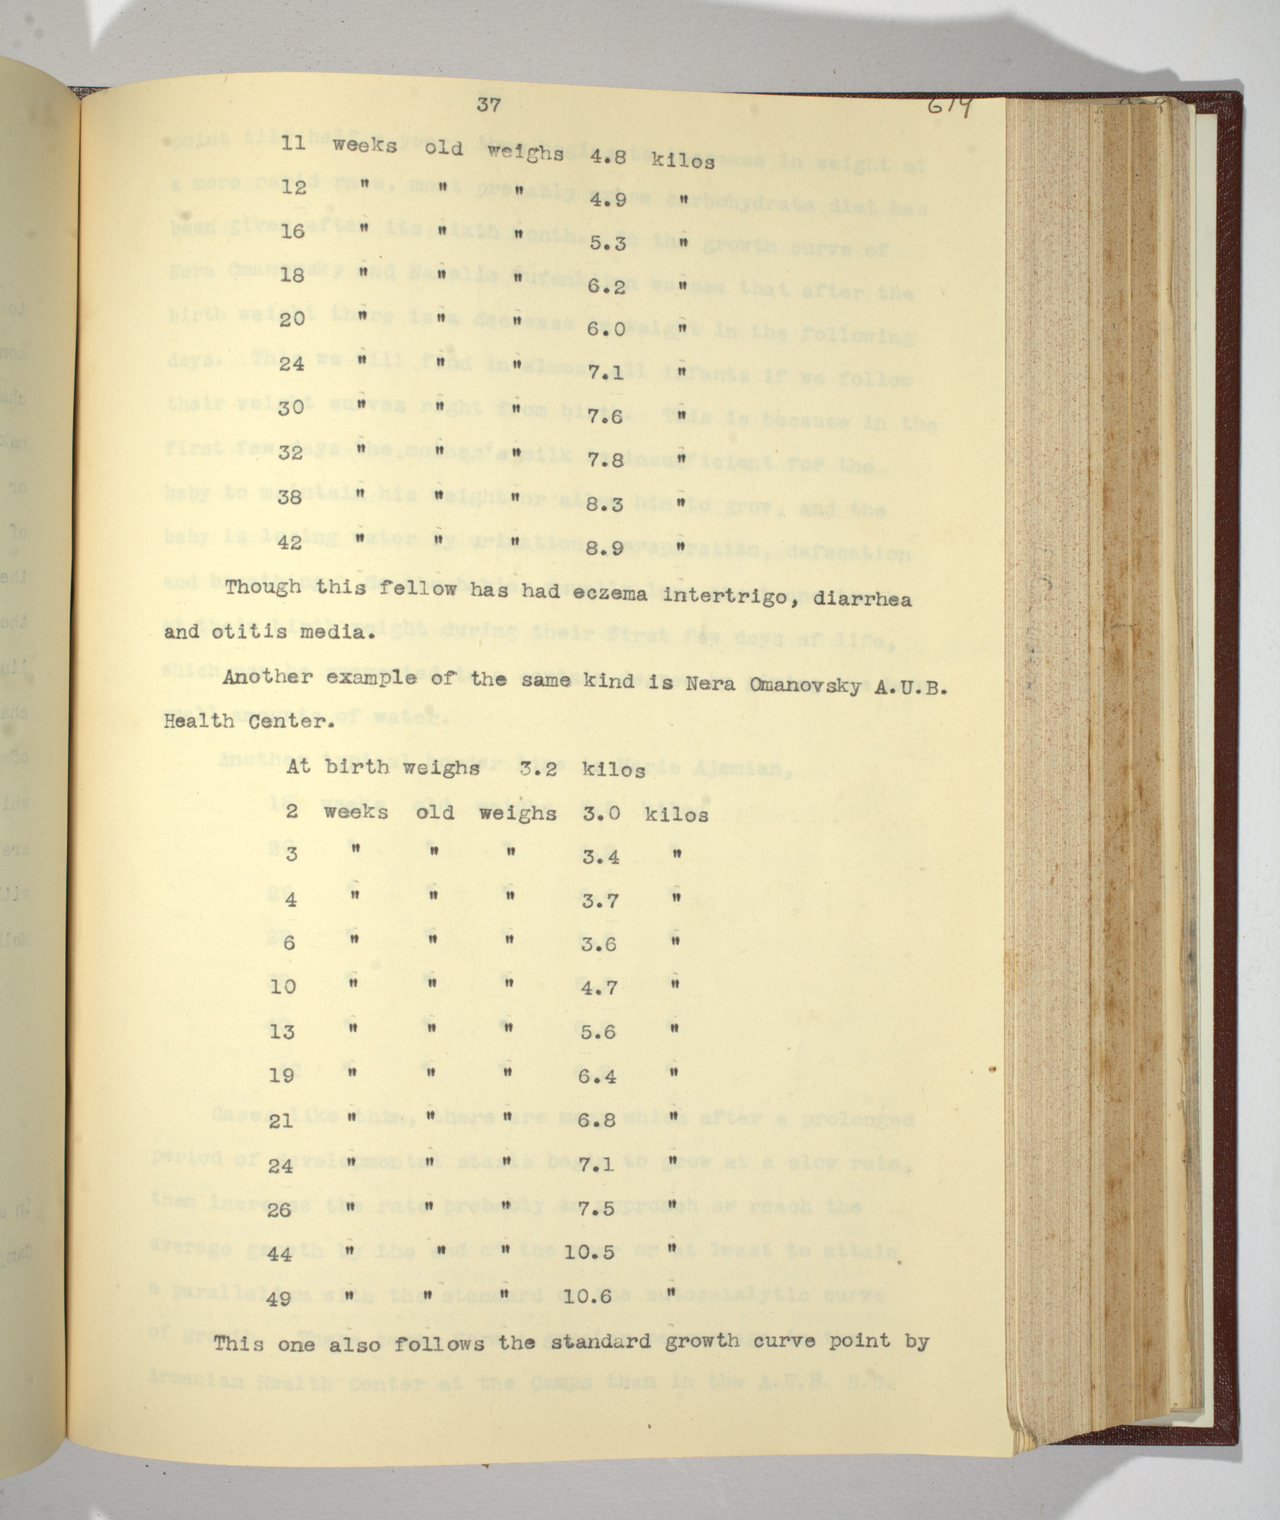 37
619
11 weeks old weighs 4.8 kilos
12 " " " 4.9 "
16 " " " 5.3 "
18 " " " 6.2 "
20 " " " 6.0 "
24 " " " 7.1 "
30 " " " 7.6 "
32 " " " 7.8 "
38 " " " 8.3 "
42 " " " 8.9 "
Though this fellow has had eczema intertrigo, diarrhea
and otitis media.
Another example of the same kind is Nera Omanovsky A.U.B.
Health Center.
At birth weighs 3.2 kilos
2 weeks old weighs 3.0 kilos
3 " " " 3.4 "
4 " " " 3.7 "
6 " " " 3.6 "
10 " " " 4.7 "
13 " " " 5.6 "
19 " " " 6.4 "
21 " " " 6.8 "
24 " " " 7.1 "
26 " " " 7.5 "
44 " " " 10.5 "
49 " " " 10.6 "
This one also follows the standard growth curve point by